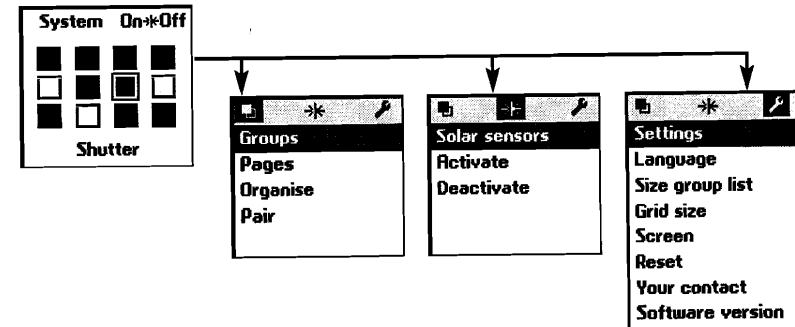 System On Off
Shutter
Groups
Pages
Organise
Pair
Solar sensors
Activate
Deactivate
Settings
Language
Size group list
Grid size
Screen
Reset
Your contact
Software version